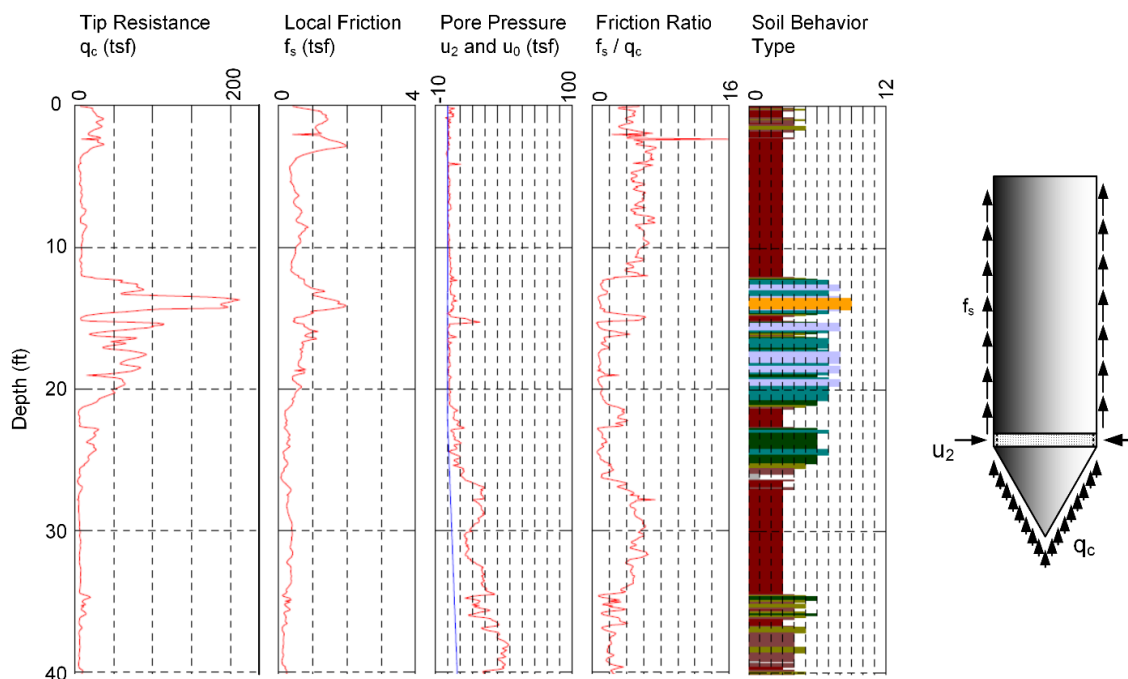 Tip Resistance
qc (tsf)
Local Friction
fs (tsf)
Pore Pressure
u2 and u0 (tsf)
Friction Ratio
fs / qc
Soil Behavior
Type
0
200
0
4
-10
100
0
16
0
12
0
10
20
30
40
Depth (ft)
fs
u2
qc